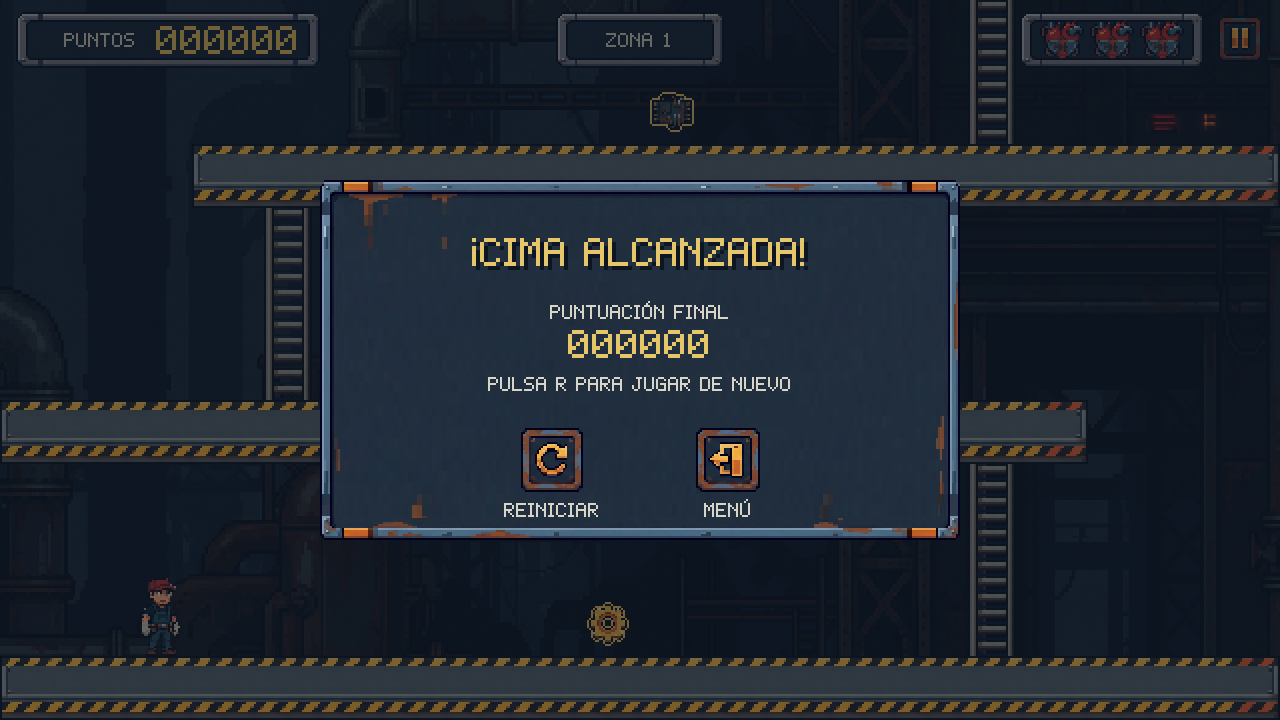 PUNTOS 000000
ZONA 1
¡CIMA ALCANZADA!
PUNTUACIÓN FINAL
000000
PULSA R PARA JUGAR DE NUEVO
REINICIAR
MENÚ